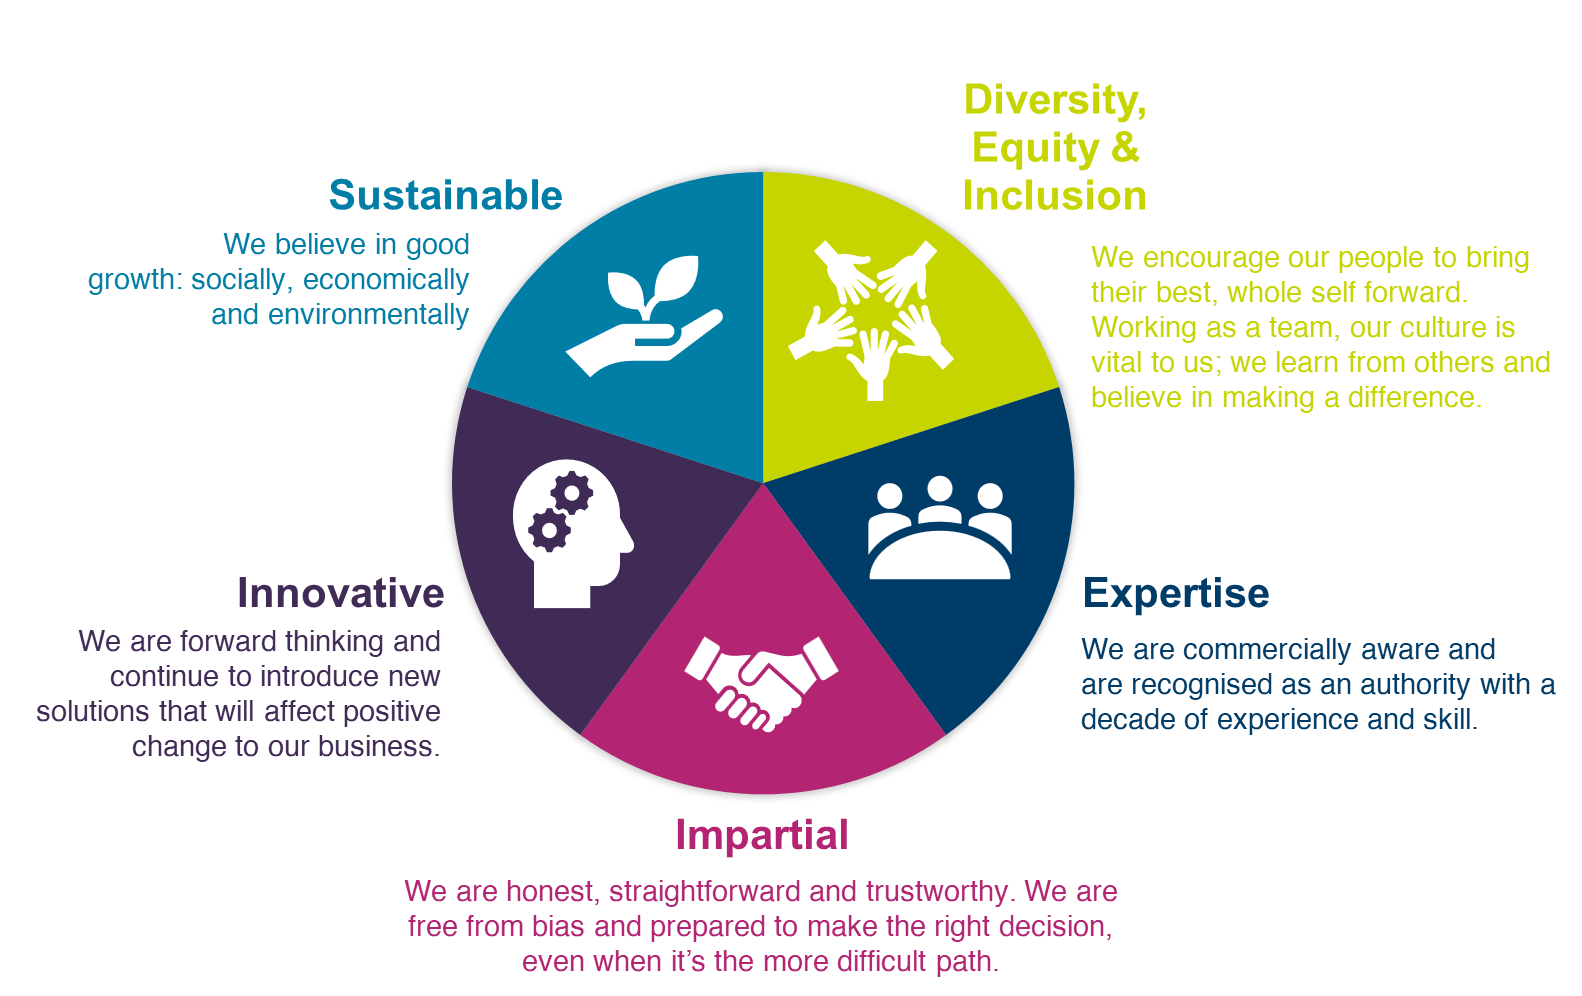 Diversity,
Equity &
Inclusion
We encourage our people to bring
their best, whole self forward.
Working as a team, our culture is
vital to us; we learn from others and
believe in making a difference.
Expertise
We are commercially aware and
are recognised as an authority with a
decade of experience and skill.
Impartial
We are honest, straightforward and trustworthy. We are
free from bias and prepared to make the right decision,
even when it’s the more difficult path.
Innovative
We are forward thinking and
continue to introduce new
solutions that will affect positive
change to our business.
Sustainable
We believe in good
growth: socially, economically
and environmentally